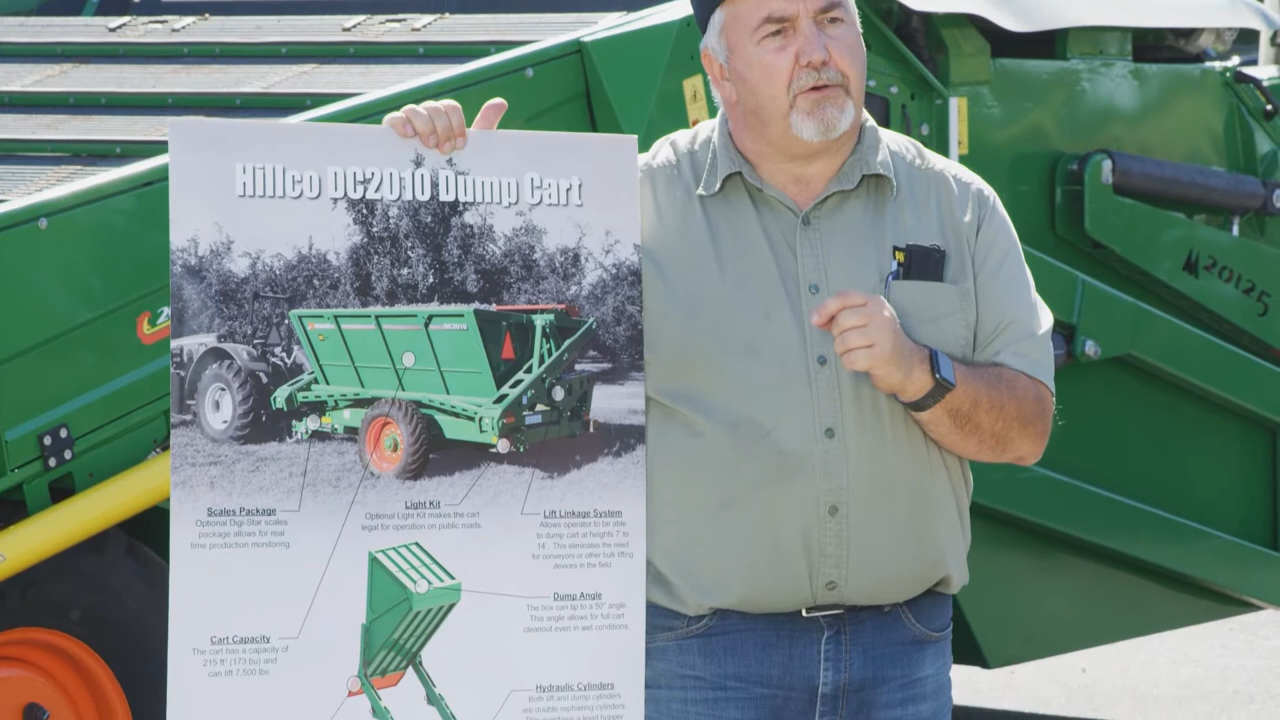 Hillco DC2010 Dump Cart
DC2010
Scales Package
Optional Digi-Star scales
package allows for real
time production monitoring.
Light Kit
Optional Light Kit makes the cart
legal for operation on public roads.
Lift Linkage System
Allows operator to be able
to dump cart at heights 7' to
14'. This eliminates the need
for conveyors or other bulk lifting
devices in the field.
Dump Angle
The box can tip to a 50° angle.
This angle allows for full cart
cleanout even in wet conditions.
Cart Capacity
The cart has a capacity of
215 ft³ (173 bu) and
can lift 7,500 lbs.
Hydraulic Cylinders
Both lift and dump cylinders
are double rephasing cylinders.
20125